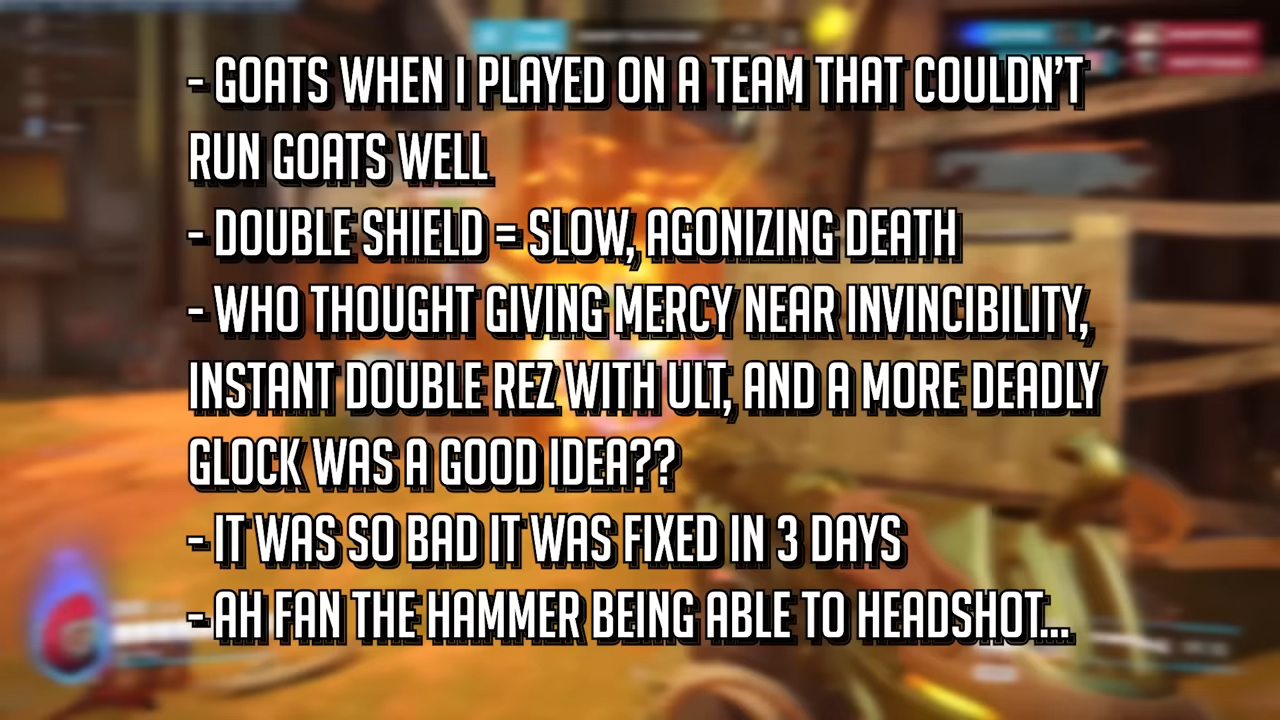 - GOATS WHEN I PLAYED ON A TEAM THAT COULDN'T
RUN GOATS WELL
- DOUBLE SHIELD = SLOW, AGONIZING DEATH
- WHO THOUGHT GIVING MERCY NEAR INVINCIBILITY,
INSTANT DOUBLE REZ WITH ULT, AND A MORE DEADLY
GLOCK WAS A GOOD IDEA??
- IT WAS SO BAD IT WAS FIXED IN 3 DAYS
- AH FAN THE HAMMER BEING ABLE TO HEADSHOT...